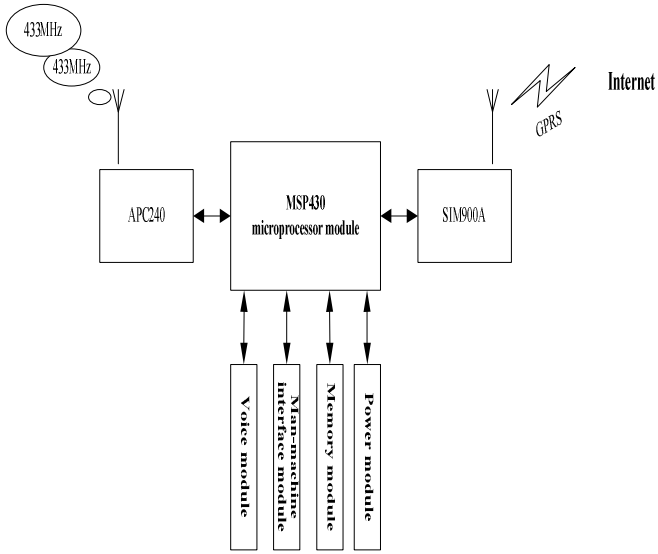 433MHz
433MHz
Internet
GPRS
APC240
MSP430
microprocessor module
SIM900A
Voice module
Man-machine
interface module
Memory module
Power module